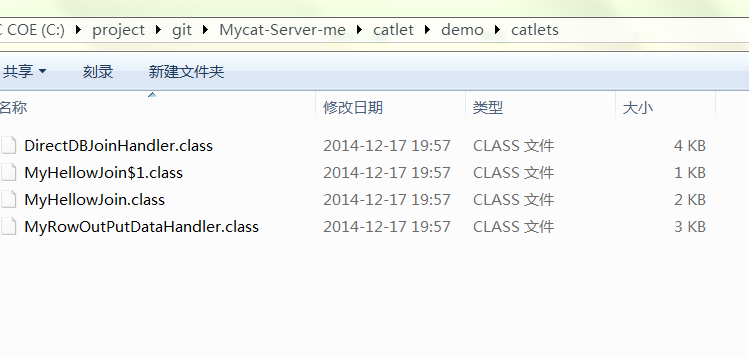 C COE (C:) project git Mycat-Server-me catlet demo catlets
共享 刻录 新建文件夹
名称 修改日期 类型 大小
DirectDBJoinHandler.class 2014-12-17 19:57 CLASS 文件 4 KB
MyHellowJoin$1.class 2014-12-17 19:57 CLASS 文件 1 KB
MyHellowJoin.class 2014-12-17 19:57 CLASS 文件 2 KB
MyRowOutPutDataHandler.class 2014-12-17 19:57 CLASS 文件 3 KB